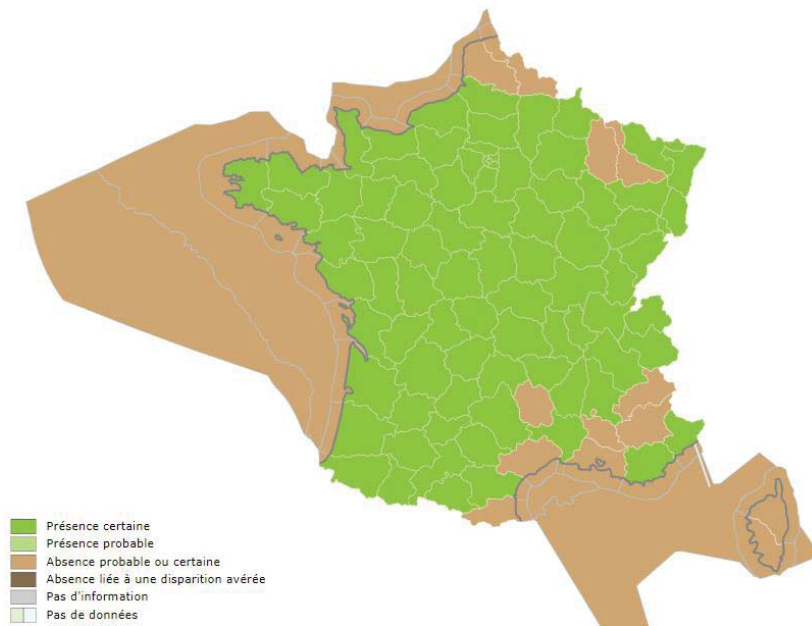 Présence certaine
Présence probable
Absence probable ou certaine
Absence liée à une disparition avérée
Pas d'information
Pas de données